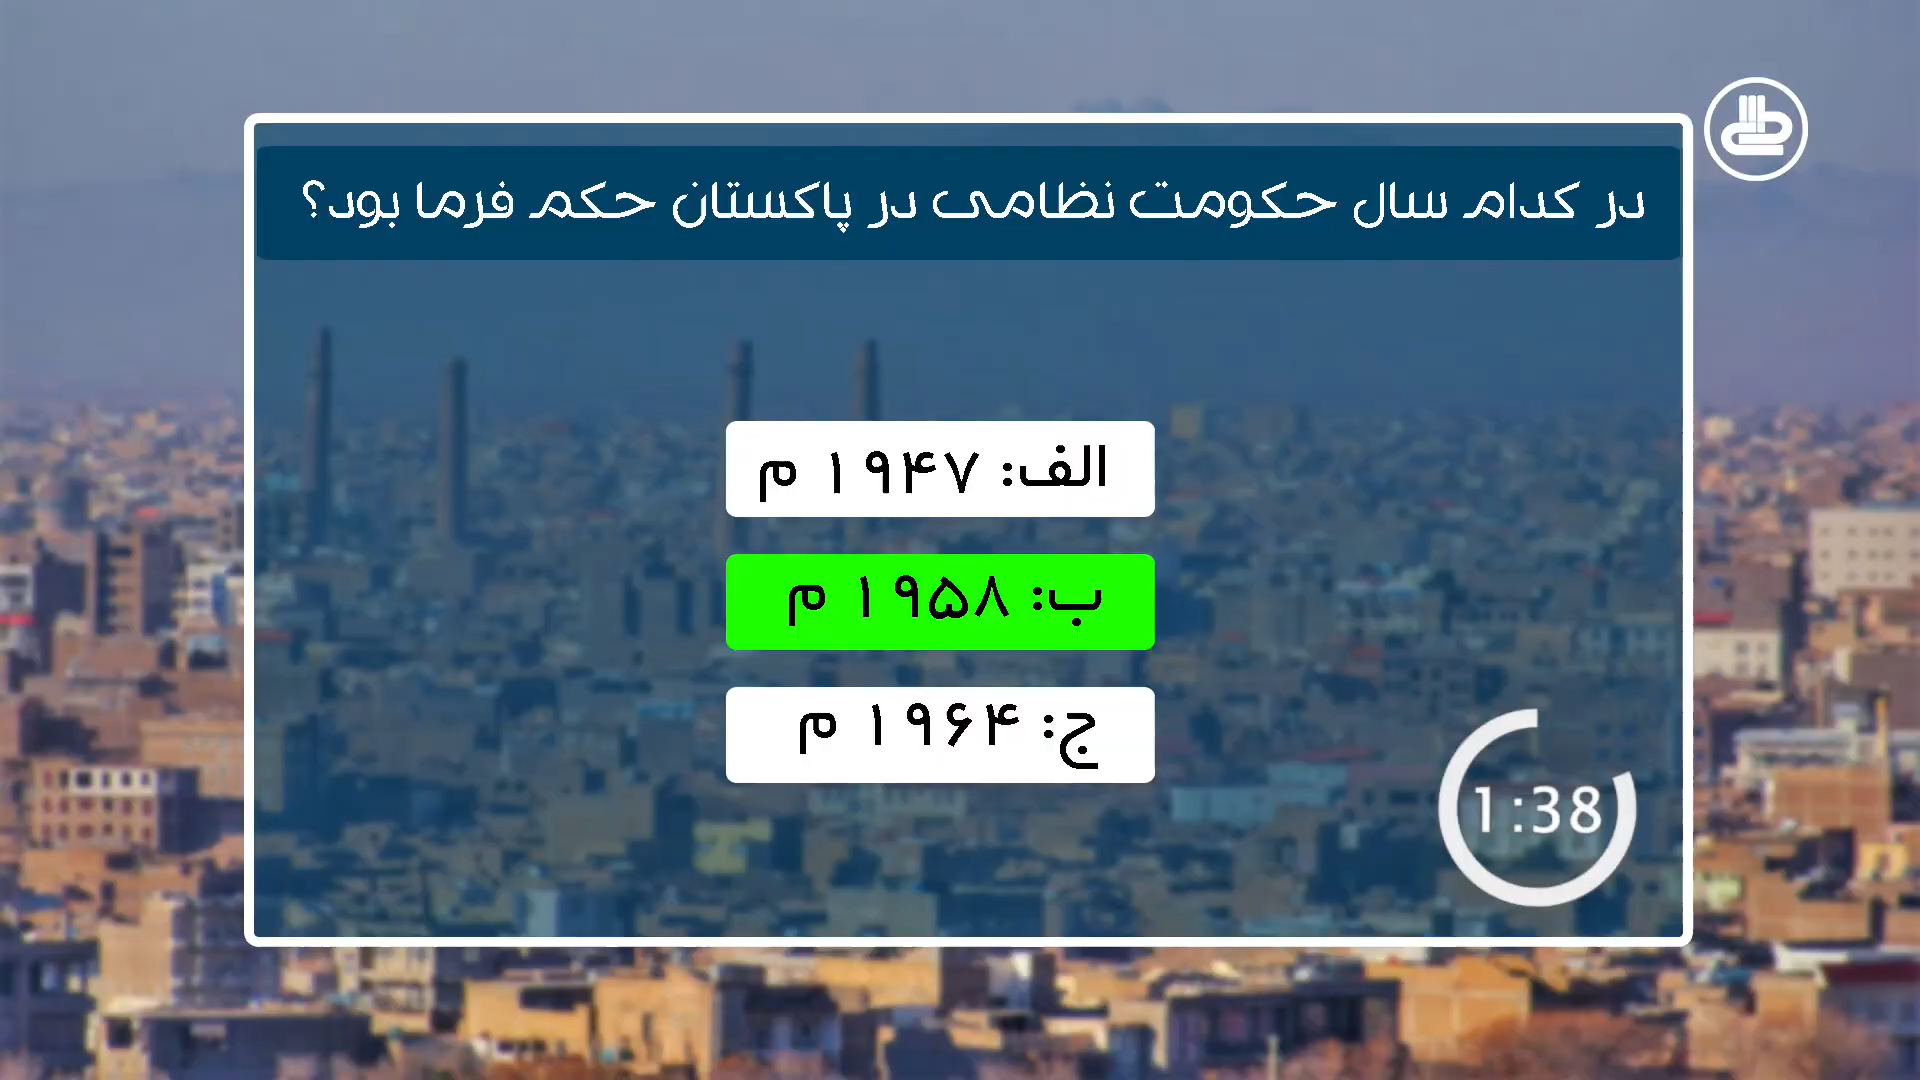 در کدام سال حکومت نظامی در پاکستان حکم فرما بود؟
الف: ۱۹۴۷ م
ب: ۱۹۵۸ م
ج: ۱۹۶۴ م
1:38